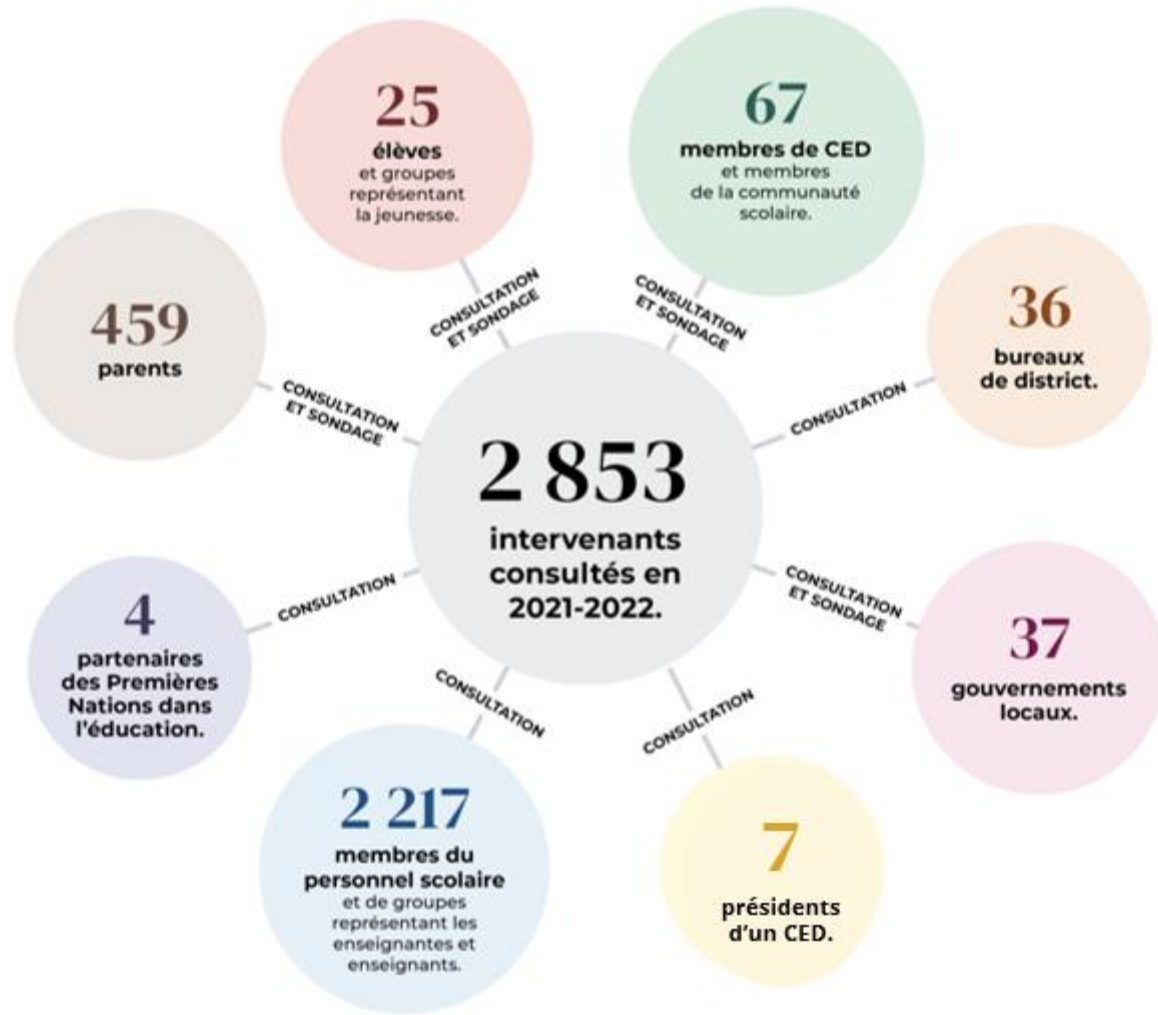 25
élèves
et groupes
représentant
la jeunesse.
67
membres de CED
et membres
de la communauté
scolaire.
CONSULTATION
ET SONDAGE
CONSULTATION
ET SONDAGE
459
parents
36
bureaux
de district.
CONSULTATION
ET SONDAGE
CONSULTATION
2 853
intervenants
consultés en
2021-2022.
4
partenaires
des Premières
Nations dans
l'éducation.
CONSULTATION
CONSULTATION
ET SONDAGE
37
gouvernements
locaux.
CONSULTATION
CONSULTATION
2 217
membres du
personnel scolaire
et de groupes
représentant les
enseignantes et
enseignants.
7
présidents
d'un CED.